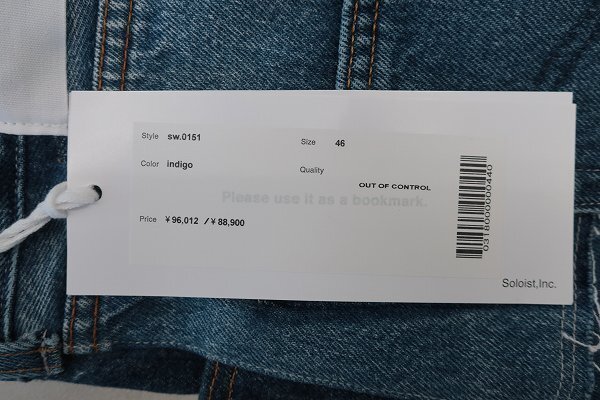 Style sw.0151 Size 46
Color indigo Quality
OUT OF CONTROL
Please use it as a bookmark.
Price ¥96,012 /¥88,900
0318000000440
Soloist,Inc.